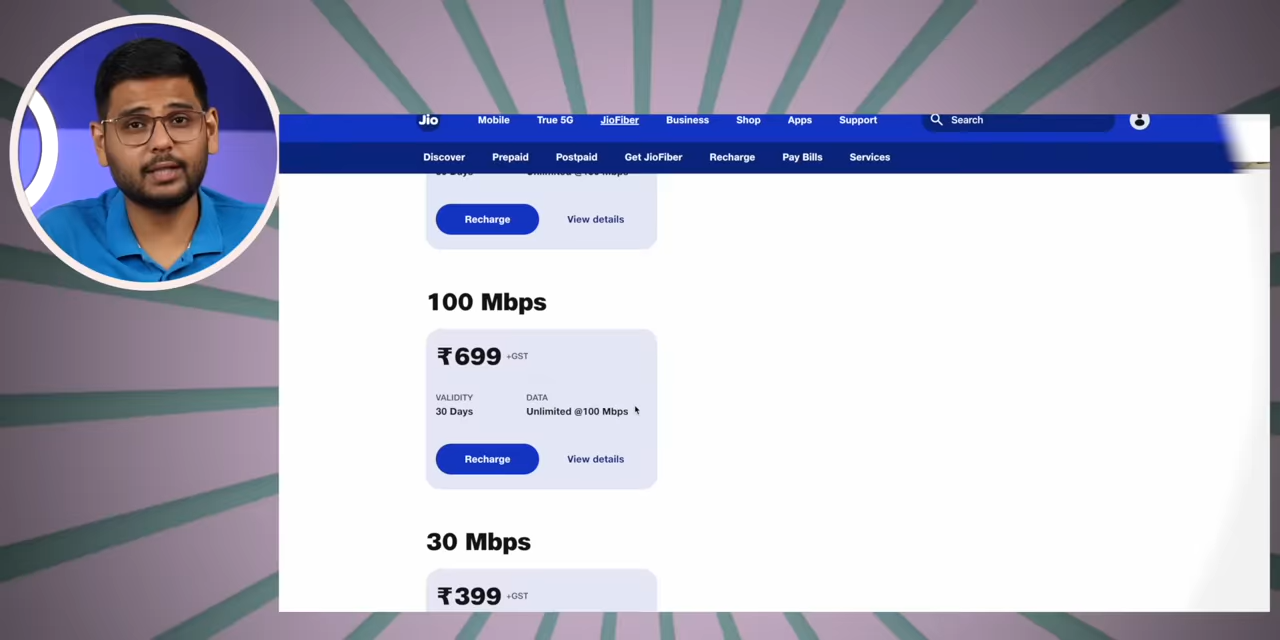 Jio Mobile True 5G JioFiber Business Shop Apps Support Search
Discover Prepaid Postpaid Get JioFiber Recharge Pay Bills Services
Recharge View details
100 Mbps
₹699 +GST
VALIDITY DATA
30 Days Unlimited @100 Mbps
Recharge View details
30 Mbps
₹399 +GST